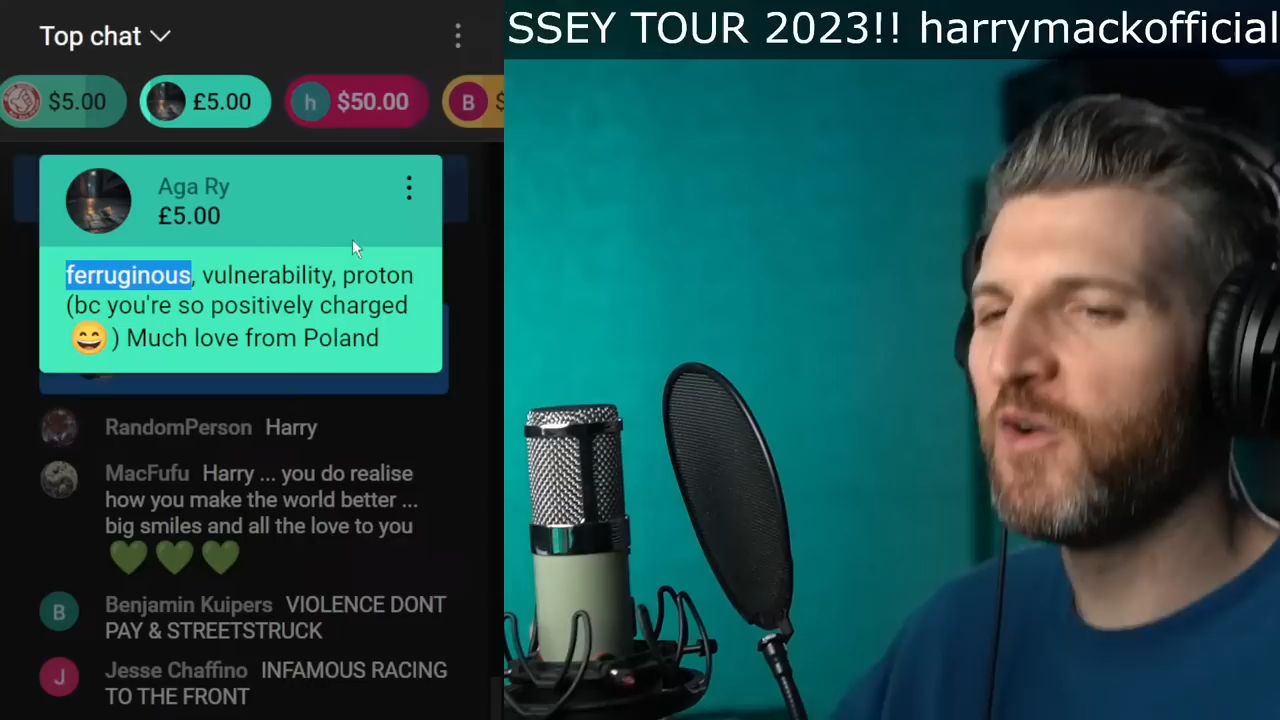 Top chat
SSEY TOUR 2023!! harrymackofficial
$5.00
£5.00
h
$50.00
B
$
Aga Ry
£5.00
ferruginous, vulnerability, proton
(bc you're so positively charged
😄 ) Much love from Poland
RandomPerson Harry
MacFufu Harry ... you do realise
how you make the world better ...
big smiles and all the love to you
💚 💚 💚
B
Benjamin Kuipers VIOLENCE DONT
PAY & STREETSTRUCK
J
Jesse Chaffino INFAMOUS RACING
TO THE FRONT